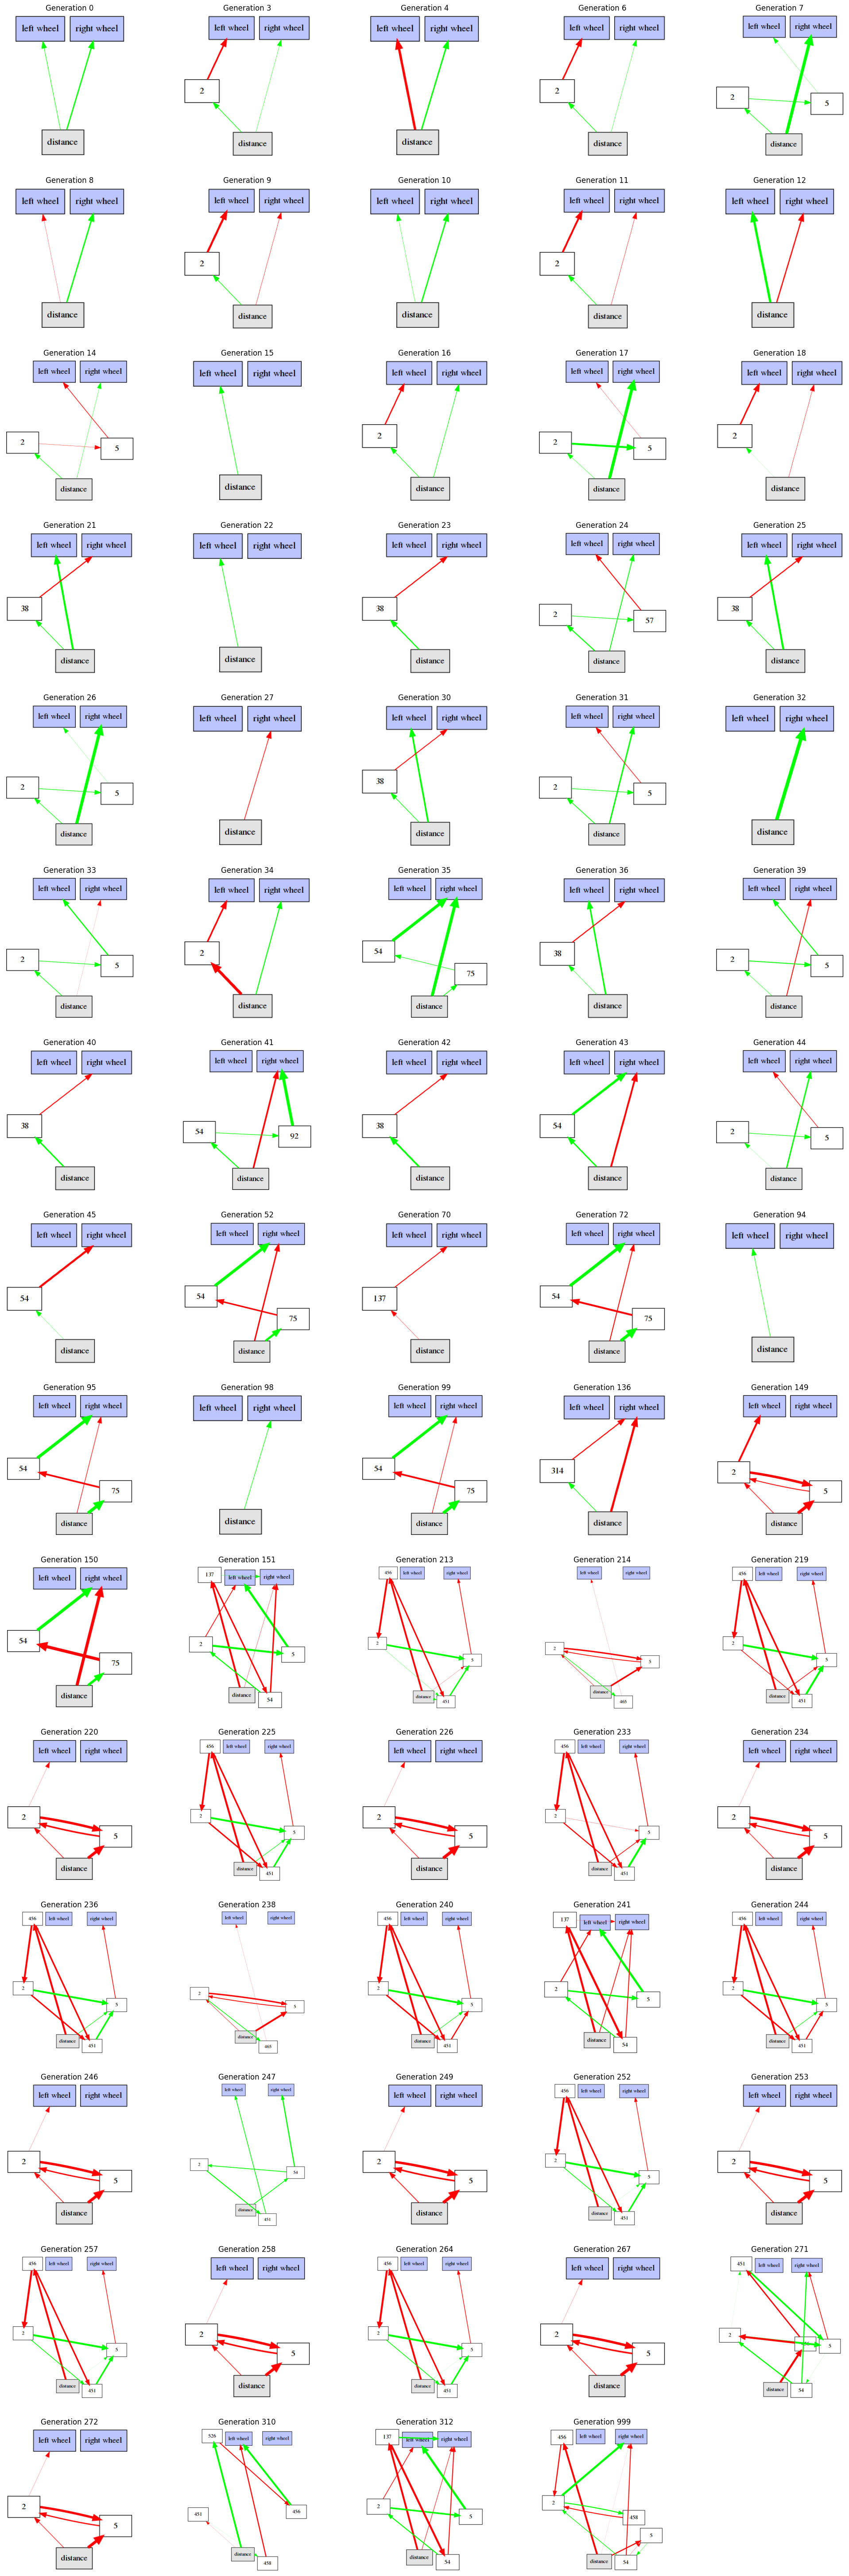 Generation 0
left wheel right wheel
distance
Generation 3
left wheel right wheel
2
distance
Generation 4
left wheel right wheel
distance
Generation 6
left wheel right wheel
2
distance
Generation 7
left wheel right wheel
2
5
distance
Generation 8
left wheel right wheel
distance
Generation 9
left wheel right wheel
2
distance
Generation 10
left wheel right wheel
distance
Generation 11
left wheel right wheel
2
distance
Generation 12
left wheel right wheel
distance
Generation 14
left wheel right wheel
2
5
distance
Generation 15
left wheel right wheel
distance
Generation 16
left wheel right wheel
2
distance
Generation 17
left wheel right wheel
2
5
distance
Generation 18
left wheel right wheel
2
distance
Generation 21
left wheel right wheel
38
distance
Generation 22
left wheel right wheel
distance
Generation 23
left wheel right wheel
38
distance
Generation 24
left wheel right wheel
2
57
distance
Generation 25
left wheel right wheel
38
distance
Generation 26
left wheel right wheel
2
5
distance
Generation 27
left wheel right wheel
distance
Generation 30
left wheel right wheel
38
distance
Generation 31
left wheel right wheel
2
5
distance
Generation 32
left wheel right wheel
distance
Generation 33
left wheel right wheel
2
5
distance
Generation 34
left wheel right wheel
2
distance
Generation 35
left wheel right wheel
54
75
distance
Generation 36
left wheel right wheel
38
distance
Generation 39
left wheel right wheel
2
5
distance
Generation 40
left wheel right wheel
38
distance
Generation 41
left wheel right wheel
54
92
distance
Generation 42
left wheel right wheel
38
distance
Generation 43
left wheel right wheel
54
distance
Generation 44
left wheel right wheel
2
5
distance
Generation 45
left wheel right wheel
54
distance
Generation 52
left wheel right wheel
54
75
distance
Generation 70
left wheel right wheel
137
distance
Generation 72
left wheel right wheel
54
75
distance
Generation 94
left wheel right wheel
distance
Generation 95
left wheel right wheel
54
75
distance
Generation 98
left wheel right wheel
distance
Generation 99
left wheel right wheel
54
75
distance
Generation 136
left wheel right wheel
314
distance
Generation 149
left wheel right wheel
2
5
distance
Generation 150
left wheel right wheel
54
75
distance
Generation 151
137 left wheel right wheel
2
5
distance
54
Generation 213
456 left wheel right wheel
2
5
distance
451
Generation 214
left wheel right wheel
2
5
distance
Generation 219
456 left wheel right wheel
2
5
distance
451
Generation 220
left wheel right wheel
2
5
distance
Generation 225
456 left wheel right wheel
2
5
distance
451
Generation 226
left wheel right wheel
2
5
distance
Generation 233
456 left wheel right wheel
2
5
distance
451
Generation 234
left wheel right wheel
2
5
distance
Generation 236
456 left wheel right wheel
2
5
distance
451
Generation 238
left wheel right wheel
2
5
distance
Generation 240
456 left wheel right wheel
2
5
distance
451
Generation 241
137 left wheel right wheel
2
5
distance
54
Generation 244
456 left wheel right wheel
2
5
distance
451
Generation 246
left wheel right wheel
2
5
distance
Generation 247
left wheel right wheel
2
54
distance
451
Generation 249
left wheel right wheel
2
5
distance
Generation 252
456 left wheel right wheel
2
5
distance
451
Generation 253
left wheel right wheel
2
5
distance
Generation 257
456 left wheel right wheel
2
5
distance
451
Generation 258
left wheel right wheel
2
5
distance
Generation 264
456 left wheel right wheel
2
5
distance
451
Generation 267
left wheel right wheel
2
5
distance
Generation 271
451 left wheel right wheel
2
5
distance
54
Generation 272
left wheel right wheel
2
5
distance
Generation 310
526 left wheel right wheel
451
456
distance
458
Generation 312
137 left wheel right wheel
2
5
distance
54
Generation 999
456 left wheel right wheel
2
458
5
distance
54